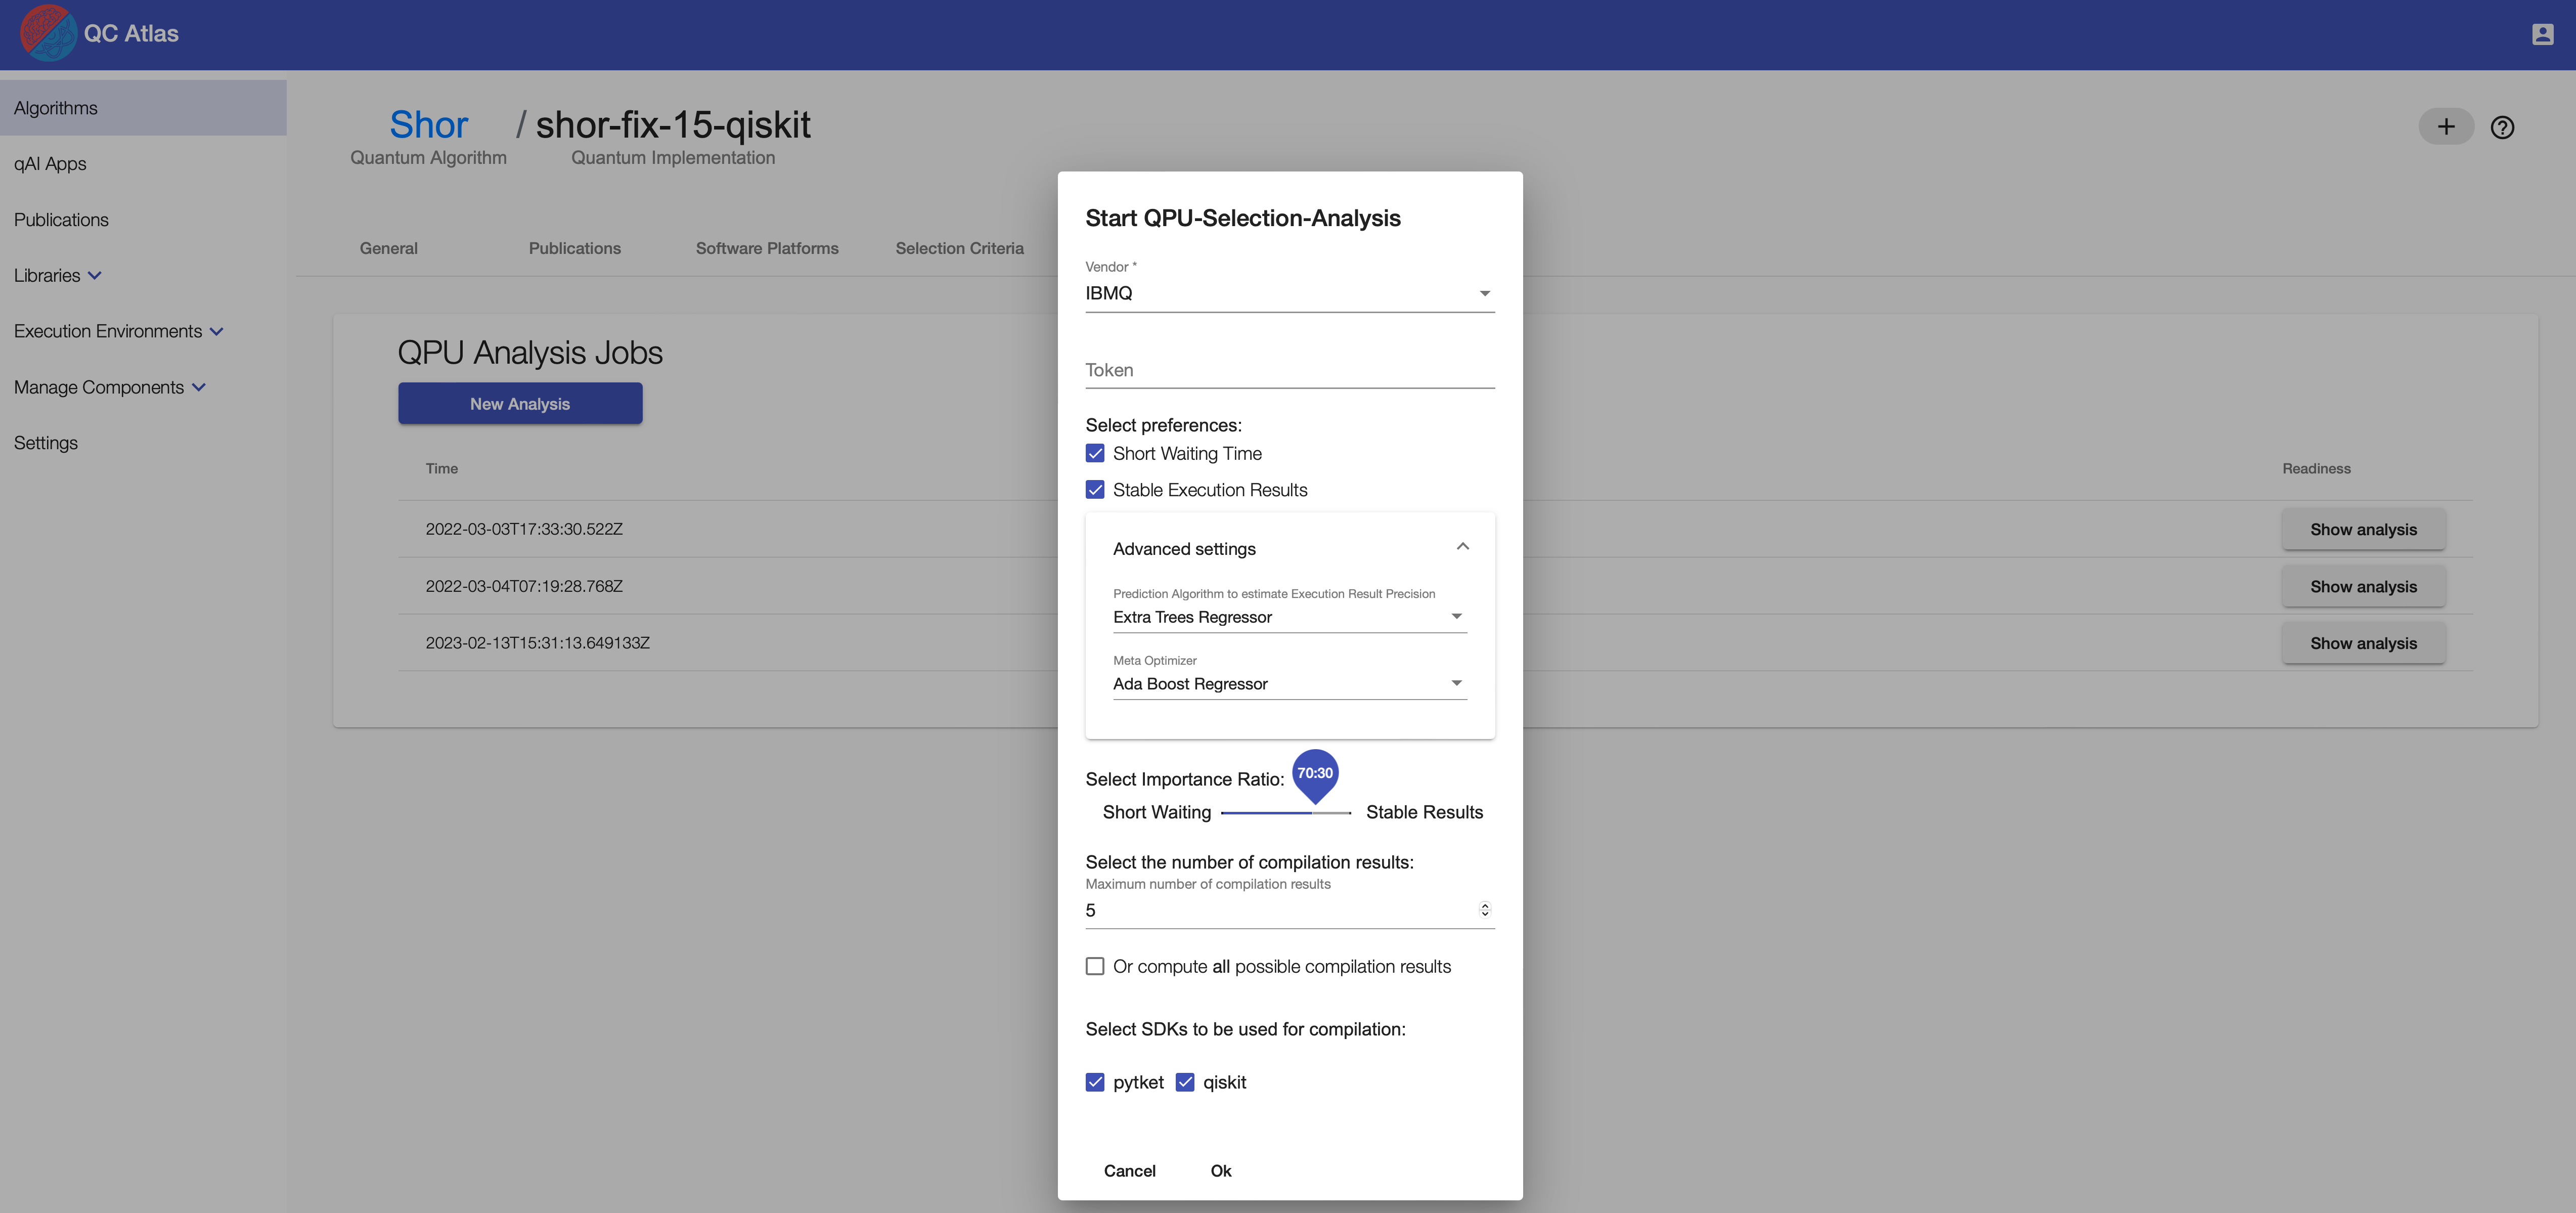 QC Atlas
Algorithms
qAI Apps
Publications
Libraries
Execution Environments
Manage Components
Settings
Shor / shor-fix-15-qiskit
Quantum Algorithm Quantum Implementation
General Publications Software Platforms Selection Criteria
QPU Analysis Jobs
New Analysis
Time Readiness
2022-03-03T17:33:30.522Z Show analysis
2022-03-04T07:19:28.768Z Show analysis
2023-02-13T15:31:13.649133Z Show analysis
Start QPU-Selection-Analysis
Vendor *
IBMQ
Token
Select preferences:
Short Waiting Time
Stable Execution Results
Advanced settings
Prediction Algorithm to estimate Execution Result Precision
Extra Trees Regressor
Meta Optimizer
Ada Boost Regressor
Select Importance Ratio: 70:30
Short Waiting Stable Results
Select the number of compilation results:
Maximum number of compilation results
5
Or compute all possible compilation results
Select SDKs to be used for compilation:
pytket qiskit
Cancel Ok